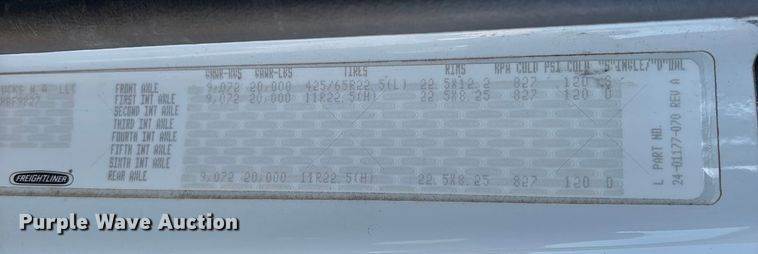 GAWR-KGS GAWR-LBS TIRES RIMS KPA COLD PSI COLD "S"INGLE/"D"UAL
FRONT AXLE 9,072 20,000 425/65R22.5(L) 22.5X12.2 827 120 S
FIRST INT AXLE 9,072 20,000 11R22.5(H) 22.5X8.25 827 120 D
SECOND INT AXLE
THIRD INT AXLE
FOURTH INT AXLE
FIFTH INT AXLE
SIXTH INT AXLE
REAR AXLE 9,072 20,000 11R22.5(H) 22.5X8.25 827 120 D
FREIGHTLINER
L PART NO.
24-01177-070 REV A
Purple Wave Auction